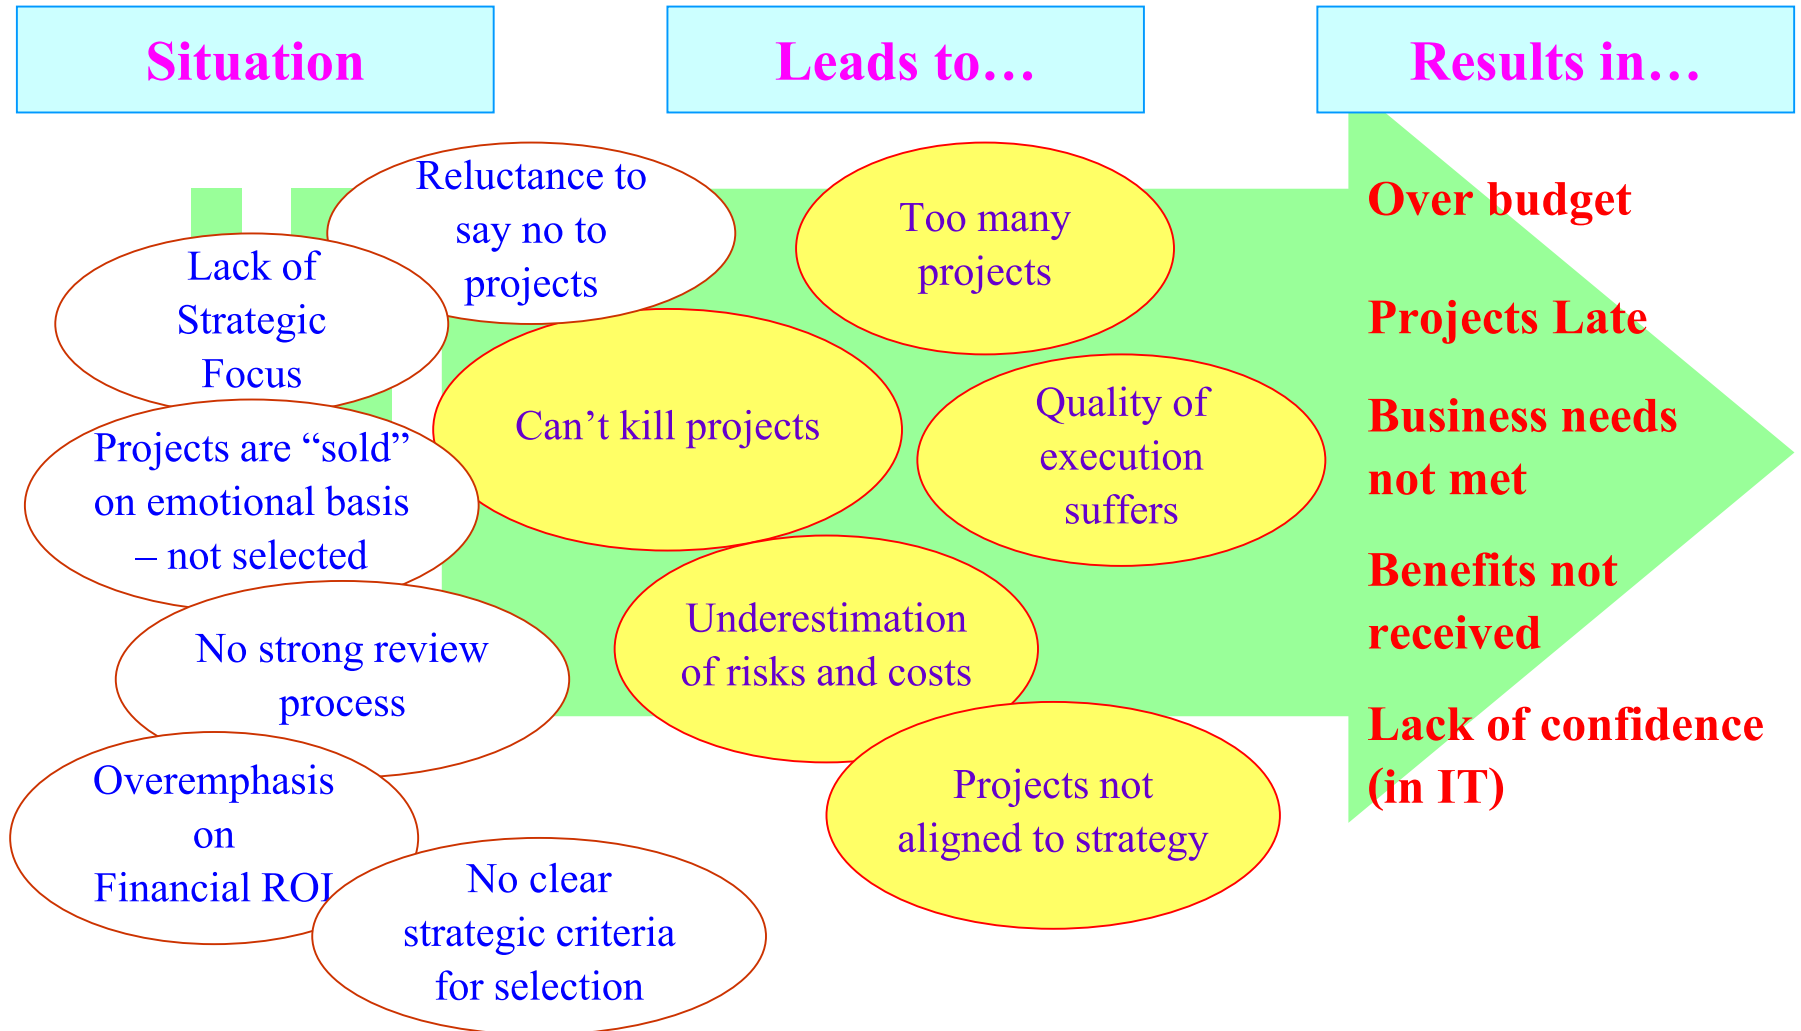 Situation
Leads to…
Results in…
Reluctance to
say no to
projects
Lack of
Strategic
Focus
Projects are “sold”
on emotional basis
– not selected
No strong review
process
Overemphasis
on
Financial ROI
No clear
strategic criteria
for selection
Too many
projects
Can’t kill projects
Quality of
execution
suffers
Underestimation
of risks and costs
Projects not
aligned to strategy
Over budget
Projects Late
Business needs
not met
Benefits not
received
Lack of confidence
(in IT)